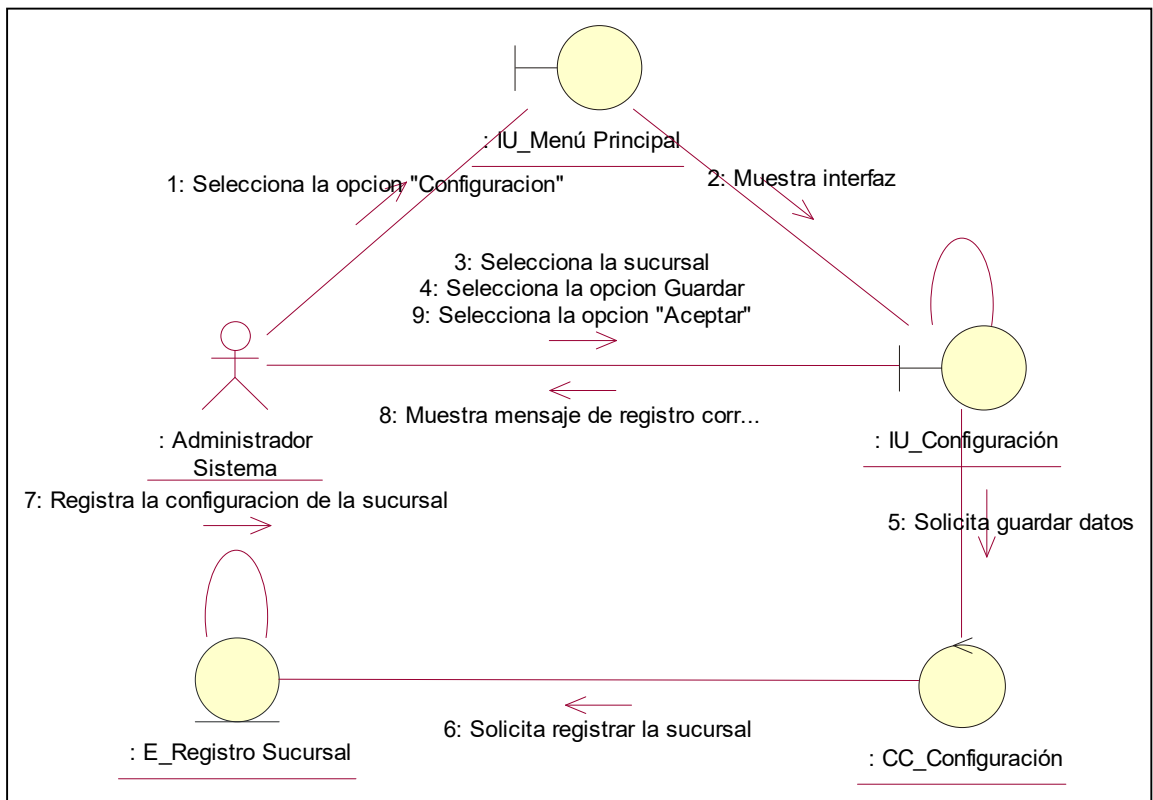 : IU_Menú Principal
1: Selecciona la opcion "Configuracion"
2: Muestra interfaz
3: Selecciona la sucursal
4: Selecciona la opcion Guardar
9: Selecciona la opcion "Aceptar"
8: Muestra mensaje de registro corr...
: Administrador
Sistema
: IU_Configuración
7: Registra la configuracion de la sucursal
5: Solicita guardar datos
6: Solicita registrar la sucursal
: E_Registro Sucursal
: CC_Configuración